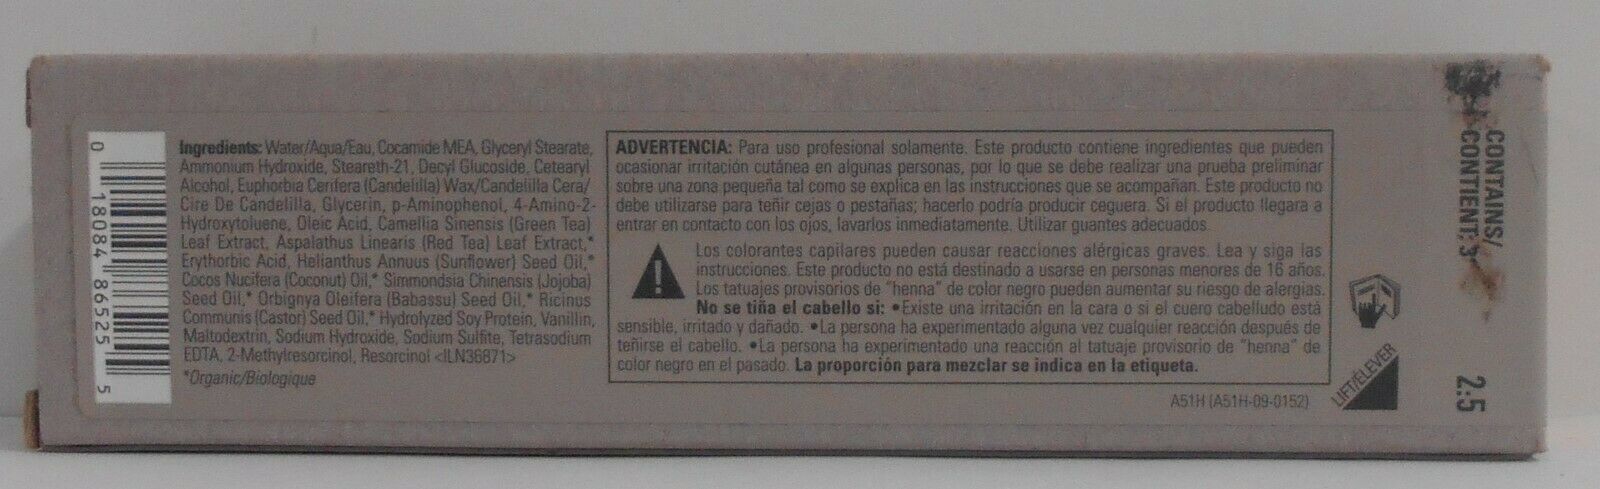 0 18084 86525 5
Ingredients: Water/Aqua/Eau, Cocamide MEA, Glyceryl Stearate,
Ammonium Hydroxide, Steareth-21, Decyl Glucoside, Cetearyl
Alcohol, Euphorbia Cerifera (Candelilla) Wax/Candelilla Cera/
Cire De Candelilla, Glycerin, p-Aminophenol, 4-Amino-2-
Hydroxytoluene, Oleic Acid, Camellia Sinensis (Green Tea)
Leaf Extract, Aspalathus Linearis (Red Tea) Leaf Extract,*
Erythorbic Acid, Helianthus Annuus (Sunflower) Seed Oil,*
Cocos Nucifera (Coconut) Oil,* Simmondsia Chinensis (Jojoba)
Seed Oil,* Orbignya Oleifera (Babassu) Seed Oil,* Ricinus
Communis (Castor) Seed Oil,* Hydrolyzed Soy Protein, Vanillin,
Maltodextrin, Sodium Hydroxide, Sodium Sulfite, Tetrasodium
EDTA, 2-Methylresorcinol, Resorcinol <ILN36871>
*Organic/Biologique
ADVERTENCIA: Para uso profesional solamente. Este producto contiene ingredientes que pueden
ocasionar irritación cutánea en algunas personas, por lo que se debe realizar una prueba preliminar
sobre una zona pequeña tal como se explica en las instrucciones que se acompañan. Este producto no
debe utilizarse para teñir cejas o pestañas; hacerlo podría producir ceguera. Si el producto llegara a
entrar en contacto con los ojos, lavarlos inmediatamente. Utilizar guantes adecuados.
Los colorantes capilares pueden causar reacciones alérgicas graves. Lea y siga las
instrucciones. Este producto no está destinado a usarse en personas menores de 16 años.
Los tatuajes provisorios de "henna" de color negro pueden aumentar su riesgo de alergias.
No se tiña el cabello si: •Existe una irritación en la cara o si el cuero cabelludo está
sensible, irritado y dañado. •La persona ha experimentado alguna vez cualquier reacción después de
teñirse el cabello. •La persona ha experimentado una reacción al tatuaje provisorio de "henna" de
color negro en el pasado. La proporción para mezclar se indica en la etiqueta.
A51H (A51H-09-0152)
LIFT/ÉLEVER
CONTAINS/
CONTIENT: 3
2:5